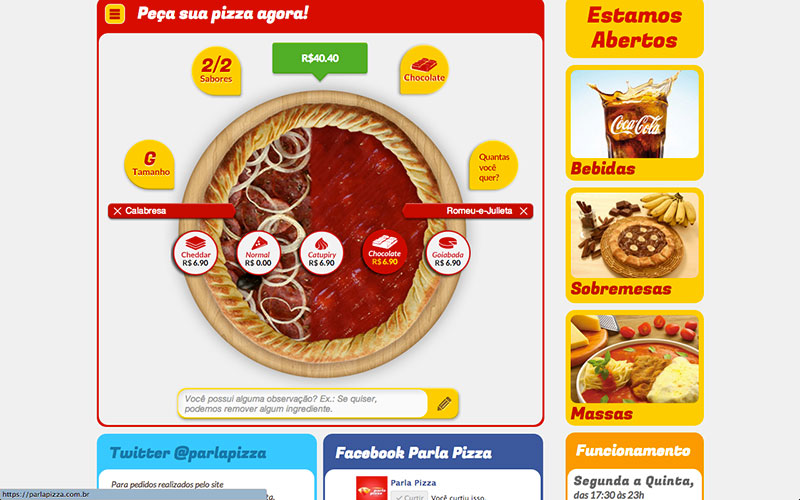 Peça sua pizza agora!
2/2
Sabores
R$40.40
Chocolate
G
Tamanho
Quantas
você
quer?
Calabresa
Romeu-e-Julieta
Cheddar
R$ 6.90
Normal
R$ 0.00
Catupiry
R$ 6.90
Chocolate
R$ 6.90
Goiabada
R$ 6.90
Você possui alguma observação? Ex.: Se quiser,
podemos remover algum ingrediente.
Estamos
Abertos
Coca-Cola
Bebidas
Sobremesas
Massas
Twitter @parlapizza
Para pedidos realizados pelo site
Facebook Parla Pizza
parla pizza
Parla Pizza
Curtir
Você curtiu isso.
Funcionamento
Segunda a Quinta,
das 17:30 às 23h
https://parlapizza.com.br